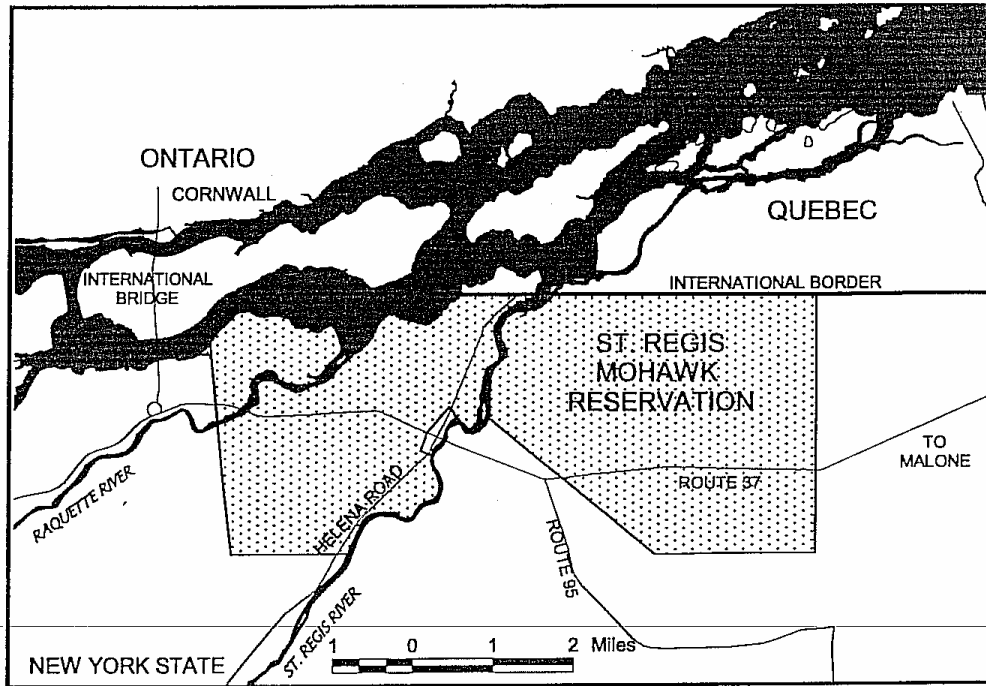 ONTARIO
CORNWALL
QUEBEC
INTERNATIONAL
BRIDGE
INTERNATIONAL BORDER
ST. REGIS
MOHAWK
RESERVATION
TO
MALONE
RAQUETTE RIVER
HELENA ROAD
ROUTE 37
ROUTE 95
ST. REGIS RIVER
1 0 1 2 Miles
NEW YORK STATE